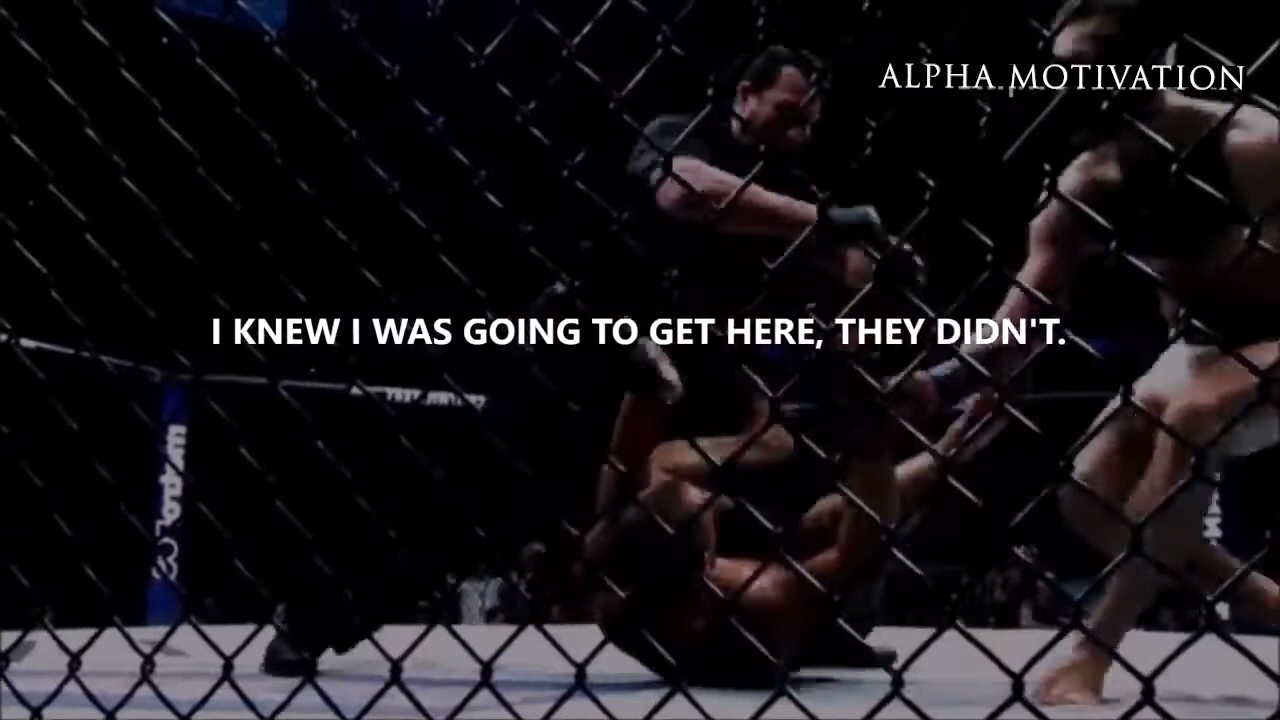 ALPHA MOTIVATION
I KNEW I WAS GOING TO GET HERE, THEY DIDN'T.